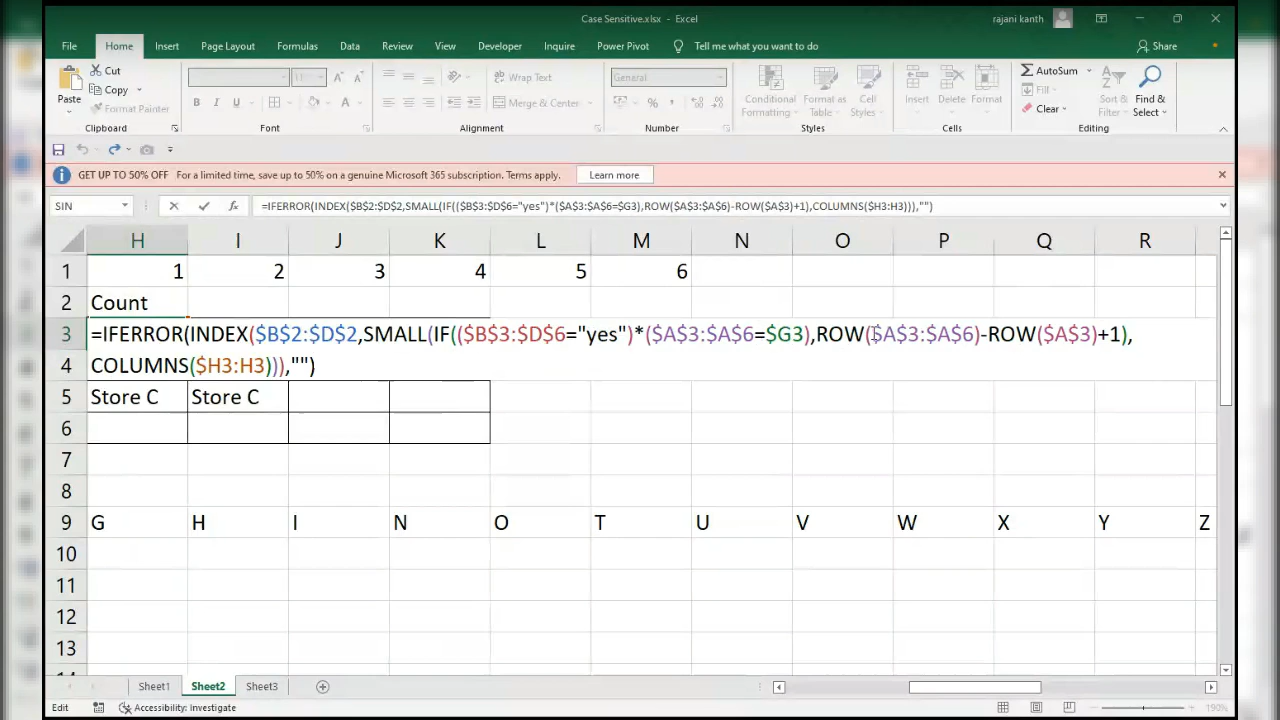 Case Sensitive.xlsx - Excel
rajani kanth
File Home Insert Page Layout Formulas Data Review View Developer Inquire Power Pivot Tell me what you want to do Share
Paste
Cut
Copy
Format Painter
Clipboard
11
B I U
Font
Wrap Text
Merge & Center
Alignment
General
%
Number
Conditional Formatting
Format as Table
Cell Styles
Styles
Insert
Delete
Format
Cells
AutoSum
Fill
Clear
Sort & Filter
Find & Select
Editing
GET UP TO 50% OFF For a limited time, save up to 50% on a genuine Microsoft 365 subscription. Terms apply. Learn more
SIN fx =IFERROR(INDEX($B$2:$D$2,SMALL(IF(($B$3:$D$6="yes")*($A$3:$A$6=$G3),ROW($A$3:$A$6)-ROW($A$3)+1),COLUMNS($H3:H3))),"")
H I J K L M N O P Q R
1 1 2 3 4 5 6
2 Count
3 =IFERROR(INDEX($B$2:$D$2,SMALL(IF(($B$3:$D$6="yes")*($A$3:$A$6=$G3),ROW($A$3:$A$6)-ROW($A$3)+1),
4 COLUMNS($H3:H3))),"")
5 Store C Store C
6
7
8
9 G H I N O T U V W X Y Z
10
11
12
13
Sheet1 Sheet2 Sheet3
Edit Accessibility: Investigate 190%